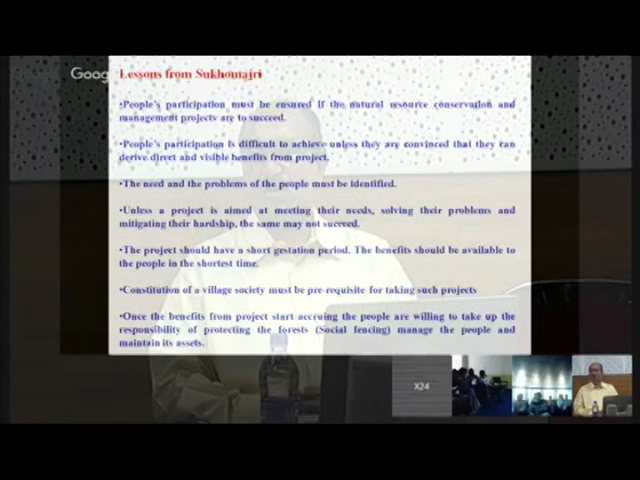 Goog
Lessons from Sukhomajri
•People's participation must be ensured if the natural resource conservation and
management projects are to succeed.
•People's participation is difficult to achieve unless they are convinced that they can
derive direct and visible benefits from project.
•The need and the problems of the people must be identified.
•Unless a project is aimed at meeting their needs, solving their problems and
mitigating their hardship, the same may not succeed.
•The project should have a short gestation period. The benefits should be available to
the people in the shortest time.
•Constitution of a village society must be pre-requisite for taking such projects
•Once the benefits from project start accruing the people are willing to take up the
responsibility of protecting the forests (Social fencing) manage the people and
maintain its assets.
X24